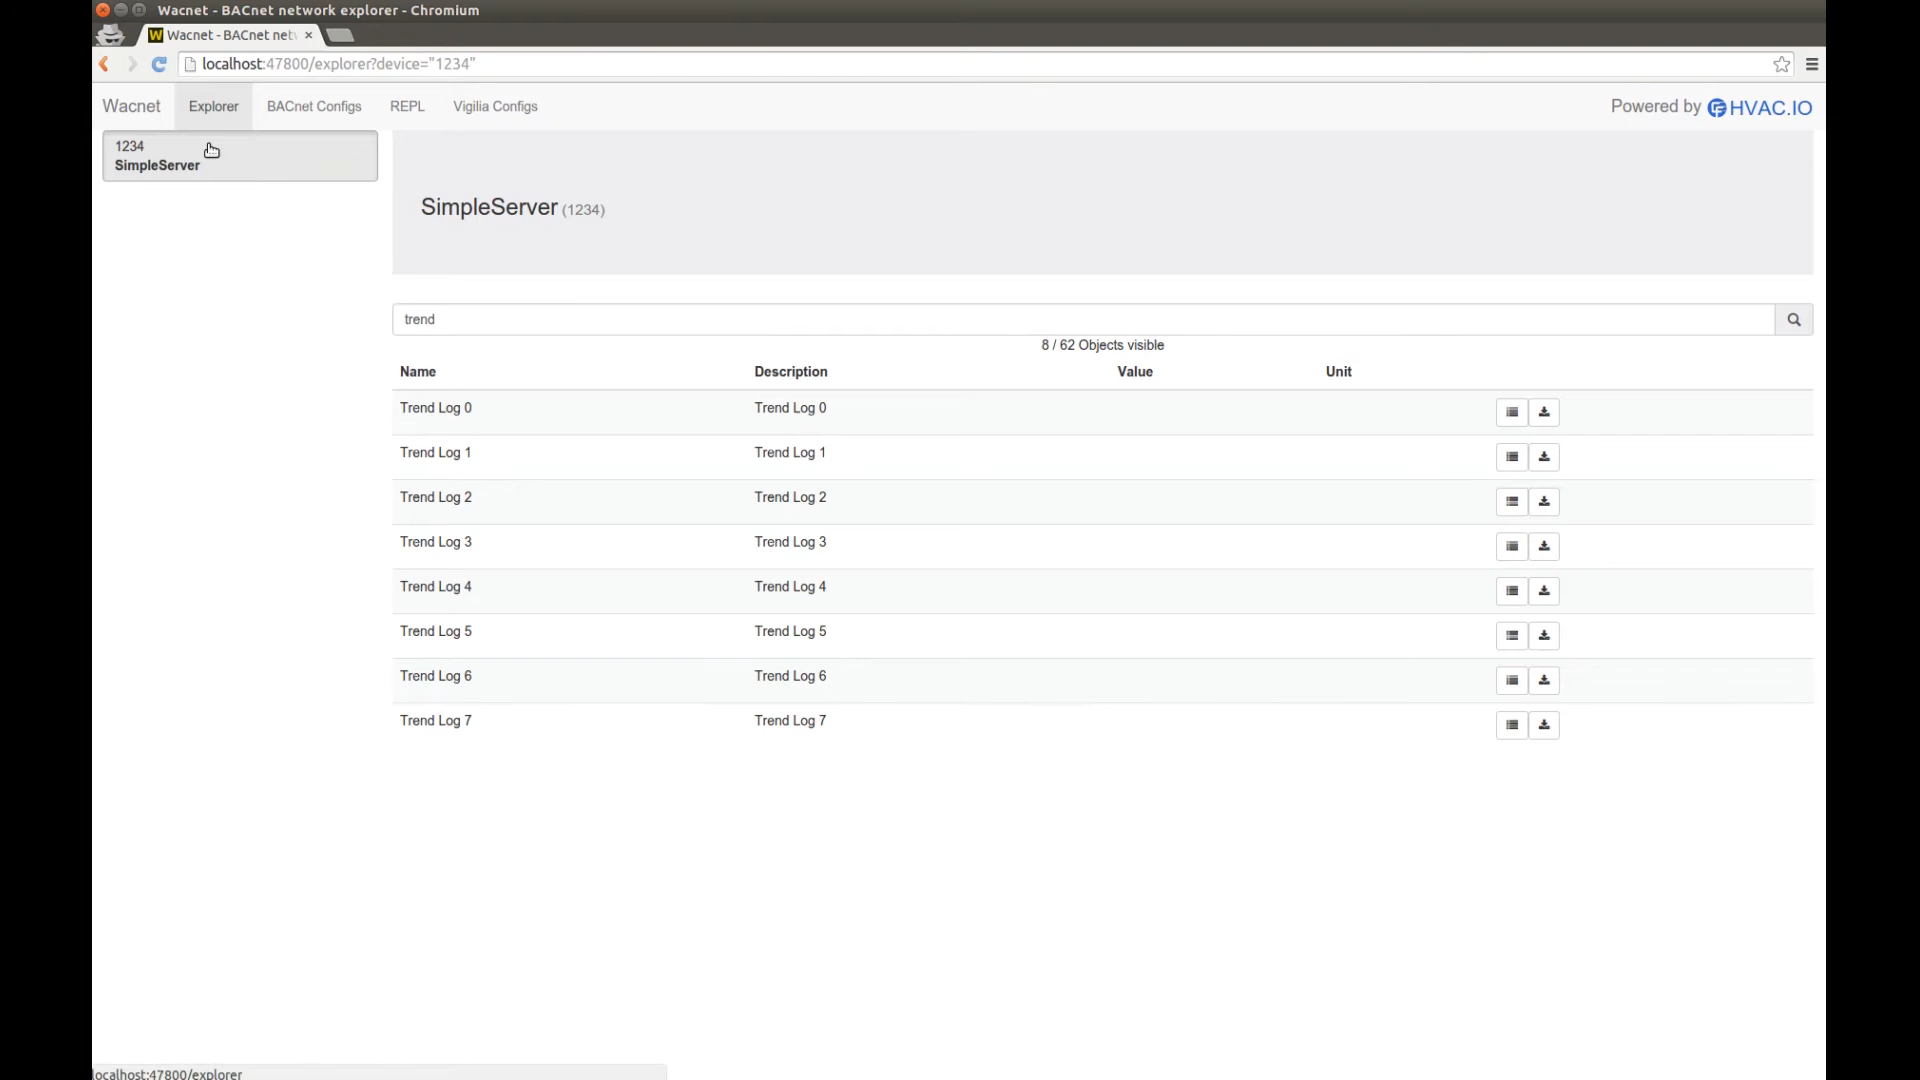 Wacnet - BACnet network explorer - Chromium
W Wacnet - BACnet net
localhost:47800/explorer?device="1234"
Wacnet Explorer BACnet Configs REPL Vigilia Configs Powered by HVAC.IO
1234
SimpleServer
SimpleServer (1234)
trend
8 / 62 Objects visible
Name Description Value Unit
Trend Log 0 Trend Log 0
Trend Log 1 Trend Log 1
Trend Log 2 Trend Log 2
Trend Log 3 Trend Log 3
Trend Log 4 Trend Log 4
Trend Log 5 Trend Log 5
Trend Log 6 Trend Log 6
Trend Log 7 Trend Log 7
localhost:47800/explorer